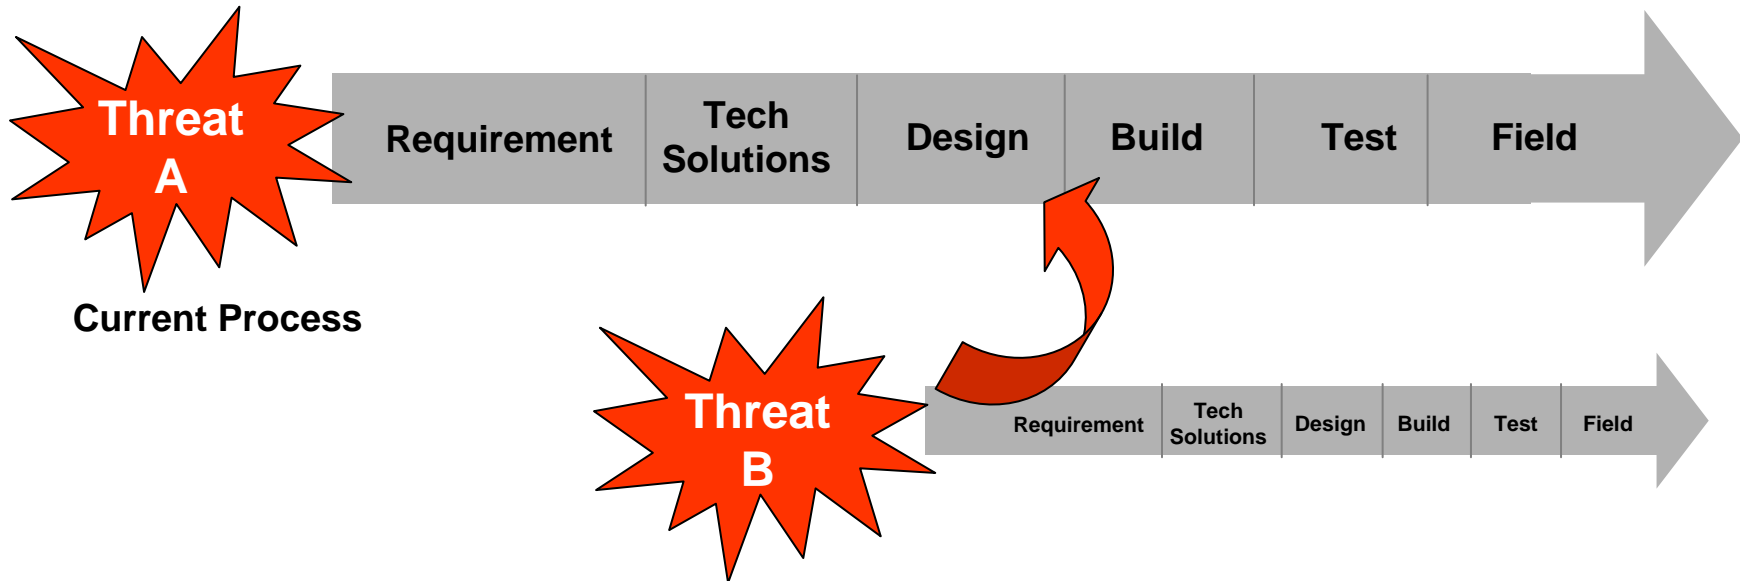 Threat
A
Requirement
Tech
Solutions
Design
Build
Test
Field
Current Process
Threat
B
Requirement
Tech
Solutions
Design
Build
Test
Field